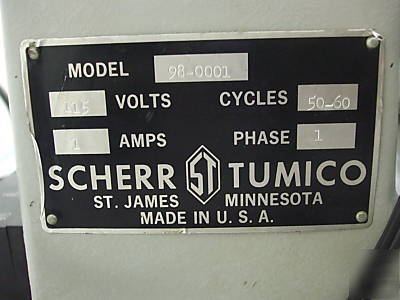 MODEL 98-0001
115 VOLTS CYCLES 50-60
1 AMPS PHASE 1
SCHERR ST TUMICO
ST. JAMES MINNESOTA
MADE IN U.S.A.